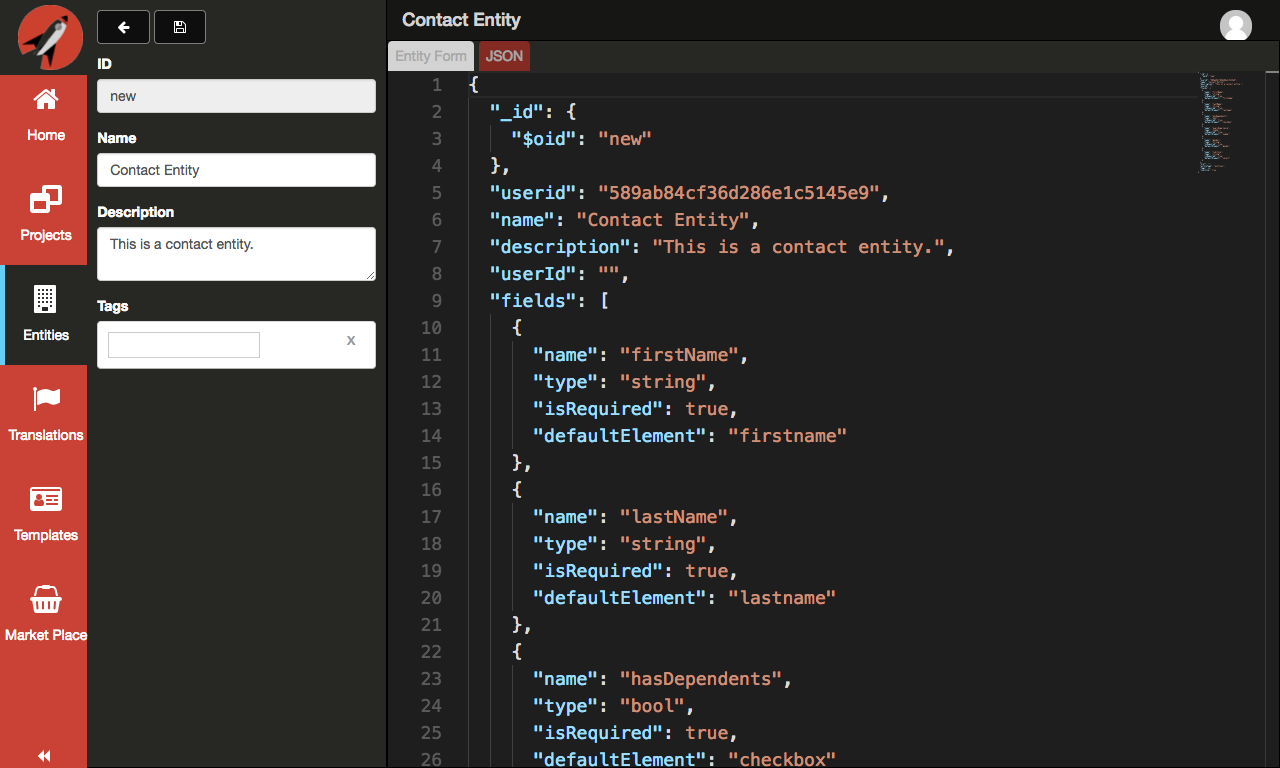 Home
Projects
Entities
Translations
Templates
Market Place
ID
new
Name
Contact Entity
Description
This is a contact entity.
Tags
x
Contact Entity
Entity Form
JSON
1 {
2 "_id": {
3 "$oid": "new"
4 },
5 "userid": "589ab84cf36d286e1c5145e9",
6 "name": "Contact Entity",
7 "description": "This is a contact entity.",
8 "userId": "",
9 "fields": [
10 {
11 "name": "firstName",
12 "type": "string",
13 "isRequired": true,
14 "defaultElement": "firstname"
15 },
16 {
17 "name": "lastName",
18 "type": "string",
19 "isRequired": true,
20 "defaultElement": "lastname"
21 },
22 {
23 "name": "hasDependents",
24 "type": "bool",
25 "isRequired": true,
26 "defaultElement": "checkbox"